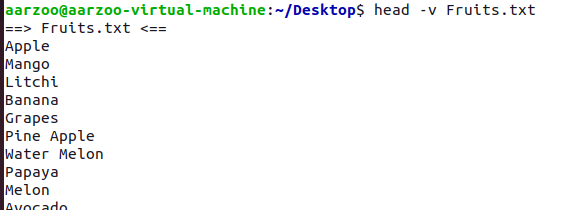 aarzoo@aarzoo-virtual-machine:~/Desktop$ head -v Fruits.txt
==> Fruits.txt <==
Apple
Mango
Litchi
Banana
Grapes
Pine Apple
Water Melon
Papaya
Melon
Avocado